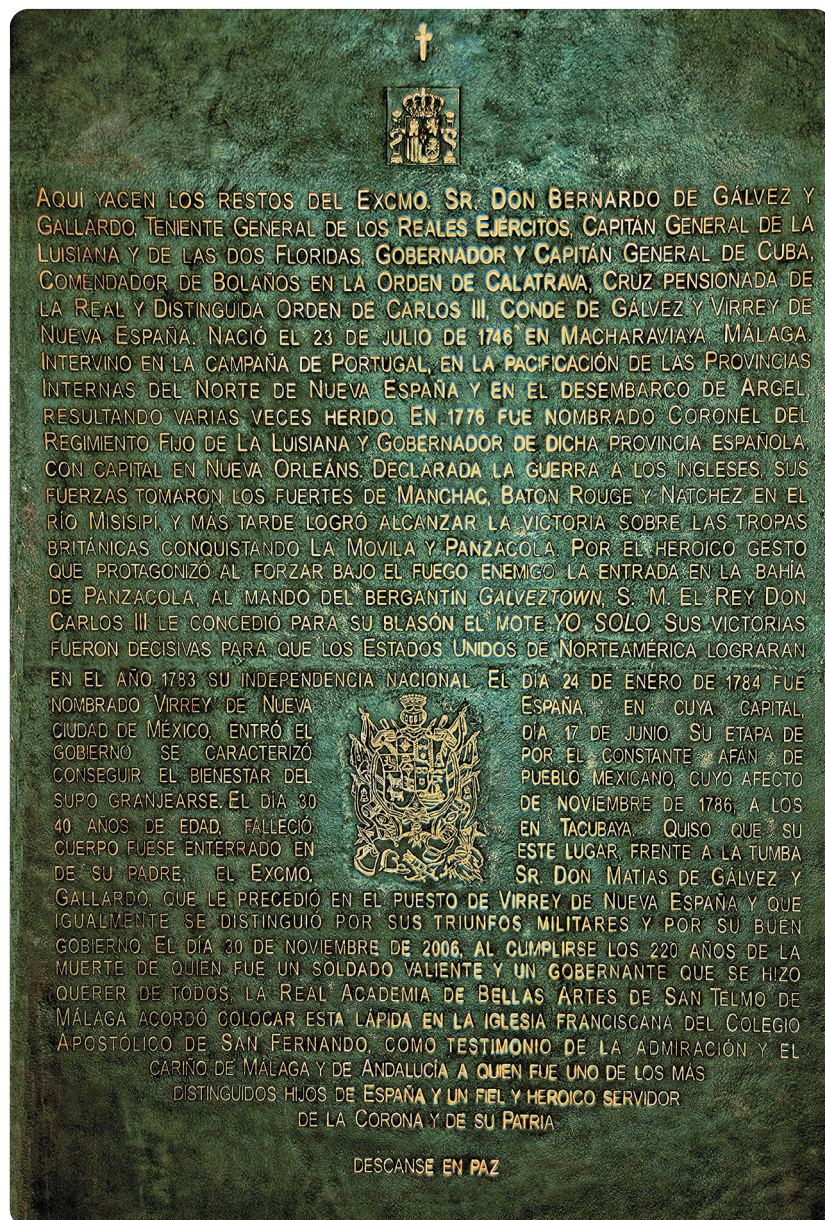 AQUÍ YACEN LOS RESTOS DEL EXCMO. SR. DON BERNARDO DE GÁLVEZ Y
GALLARDO, TENIENTE GENERAL DE LOS REALES EJÉRCITOS, CAPITÁN GENERAL DE LA
LUISIANA Y DE LAS DOS FLORIDAS, GOBERNADOR Y CAPITÁN GENERAL DE CUBA,
COMENDADOR DE BOLAÑOS EN LA ORDEN DE CALATRAVA, CRUZ PENSIONADA DE
LA REAL Y DISTINGUIDA ORDEN DE CARLOS III, CONDE DE GÁLVEZ Y VIRREY DE
NUEVA ESPAÑA. NACIÓ EL 23 DE JULIO DE 1746 EN MACHARAVIAYA, MÁLAGA.
INTERVINO EN LA CAMPAÑA DE PORTUGAL, EN LA PACIFICACIÓN DE LAS PROVINCIAS
INTERNAS DEL NORTE DE NUEVA ESPAÑA Y EN EL DESEMBARCO DE ARGEL,
RESULTANDO VARIAS VECES HERIDO. EN 1776 FUE NOMBRADO CORONEL DEL
REGIMIENTO FIJO DE LA LUISIANA Y GOBERNADOR DE DICHA PROVINCIA ESPAÑOLA,
CON CAPITAL EN NUEVA ORLEÁNS. DECLARADA LA GUERRA A LOS INGLESES, SUS
FUERZAS TOMARON LOS FUERTES DE MANCHAC, BATON ROUGE Y NATCHEZ EN EL
RÍO MISISIPÍ, Y MÁS TARDE LOGRÓ ALCANZAR LA VICTORIA SOBRE LAS TROPAS
BRITÁNICAS CONQUISTANDO LA MOVILA Y PANZACOLA. POR EL HEROICO GESTO
QUE PROTAGONIZÓ AL FORZAR BAJO EL FUEGO ENEMIGO LA ENTRADA EN LA BAHÍA
DE PANZACOLA, AL MANDO DEL BERGANTÍN GALVEZTOWN, S. M. EL REY DON
CARLOS III LE CONCEDIÓ PARA SU BLASÓN EL MOTE YO SOLO. SUS VICTORIAS
FUERON DECISIVAS PARA QUE LOS ESTADOS UNIDOS DE NORTEAMÉRICA LOGRARAN
EN EL AÑO 1783 SU INDEPENDENCIA NACIONAL. EL DÍA 24 DE ENERO DE 1784 FUE
NOMBRADO VIRREY DE NUEVA ESPAÑA, EN CUYA CAPITAL,
CIUDAD DE MÉXICO, ENTRÓ EL DÍA 17 DE JUNIO. SU ETAPA DE
GOBIERNO SE CARACTERIZÓ POR EL CONSTANTE AFÁN DE
CONSEGUIR EL BIENESTAR DEL PUEBLO MEXICANO, CUYO AFECTO
SUPO GRANJEARSE. EL DÍA 30 DE NOVIEMBRE DE 1786, A LOS
40 AÑOS DE EDAD, FALLECIÓ EN TACUBAYA. QUISO QUE SU
CUERPO FUESE ENTERRADO EN ESTE LUGAR, FRENTE A LA TUMBA
DE SU PADRE, EL EXCMO. SR. DON MATÍAS DE GÁLVEZ Y
GALLARDO, QUE LE PRECEDIÓ EN EL PUESTO DE VIRREY DE NUEVA ESPAÑA Y QUE
IGUALMENTE SE DISTINGUIÓ POR SUS TRIUNFOS MILITARES Y POR SU BUEN
GOBIERNO. EL DÍA 30 DE NOVIEMBRE DE 2006, AL CUMPLIRSE LOS 220 AÑOS DE LA
MUERTE DE QUIEN FUE UN SOLDADO VALIENTE Y UN GOBERNANTE QUE SE HIZO
QUERER DE TODOS, LA REAL ACADEMIA DE BELLAS ARTES DE SAN TELMO DE
MÁLAGA ACORDÓ COLOCAR ESTA LÁPIDA EN LA IGLESIA FRANCISCANA DEL COLEGIO
APOSTÓLICO DE SAN FERNANDO, COMO TESTIMONIO DE LA ADMIRACIÓN Y EL
CARIÑO DE MÁLAGA Y DE ANDALUCÍA A QUIEN FUE UNO DE LOS MÁS
DISTINGUIDOS HIJOS DE ESPAÑA Y UN FIEL Y HEROICO SERVIDOR
DE LA CORONA Y DE SU PATRIA
DESCANSE EN PAZ